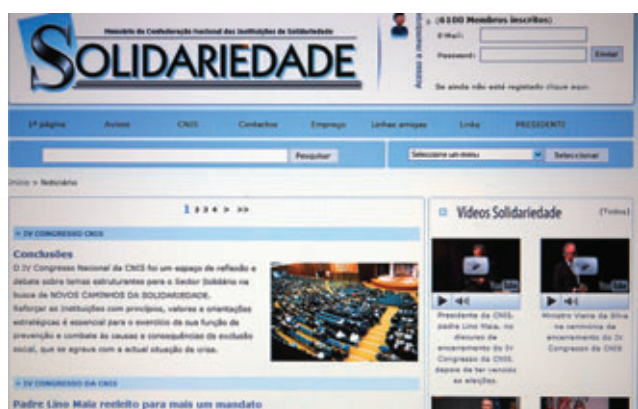 SOLIDARIEDADE
Mensário da Confederação Nacional das Instituições de Solidariedade
Acesso a membros
(6100 Membros inscritos)
E-Mail:
Password:
Enviar
Se ainda não está registado clique aqui.
1ª página
Avisos
CNIS
Contactos
Emprego
Linhas amigas
Links
PRESIDENTE
Pesquisar
Seleccione um menu
Seleccionar
Início > Noticiário
1 2 3 4 > >>
» IV CONGRESSO CNIS
Conclusões
O IV Congresso Nacional da CNIS foi um espaço de reflexão e
debate sobre temas estruturantes para o Sector Solidário na
busca de NOVOS CAMINHOS DA SOLIDARIEDADE.
Reforçar as Instituições com princípios, valores e orientações
estratégicas é essencial para o exercício da sua função de
prevenção e combate às causas e consequências da exclusão
social, que se agrava com a actual situação de crise.
» IV CONGRESSO DA CNIS
Padre Lino Maia reeleito para mais um mandato
Vídeos Solidariedade
(Todos)
YouTube
Presidente da CNIS,
padre Lino Maia, no
discurso de
encerramento do IV
Congresso da CNIS,
depois de ter vencido
as eleições.
YouTube
Ministro Vieira da Silva
na cerimónia de
encerramento do IV
Congresso da CNIS